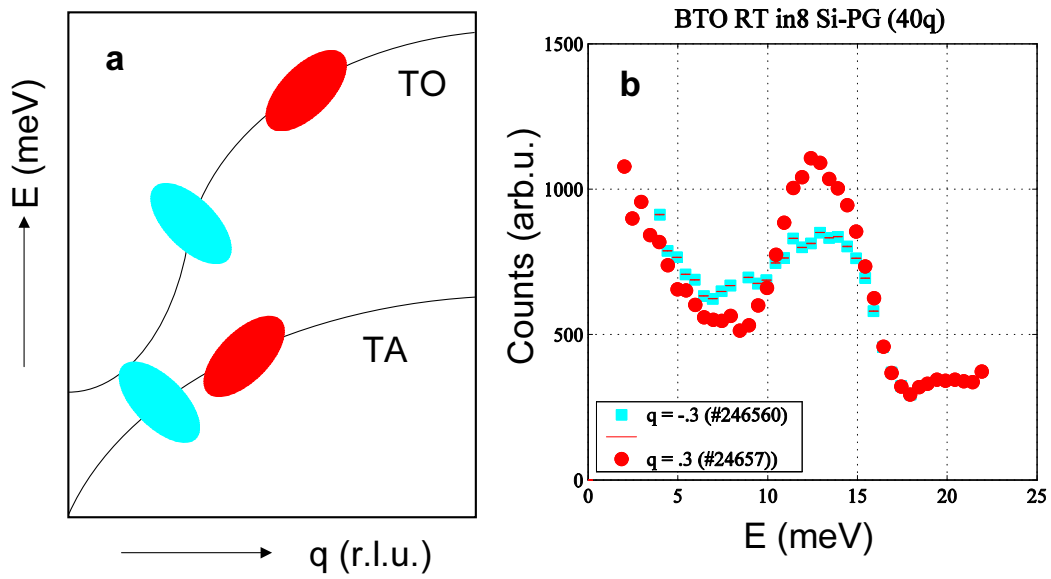 a
TO
TA
E (meV)
q (r.l.u.)
BTO RT in8 Si-PG (40q)
b
1500
1000
500
0
Counts (arb.u.)
q = -.3 (#246560)
q = .3 (#24657))
0
5
10
15
20
25
E (meV)